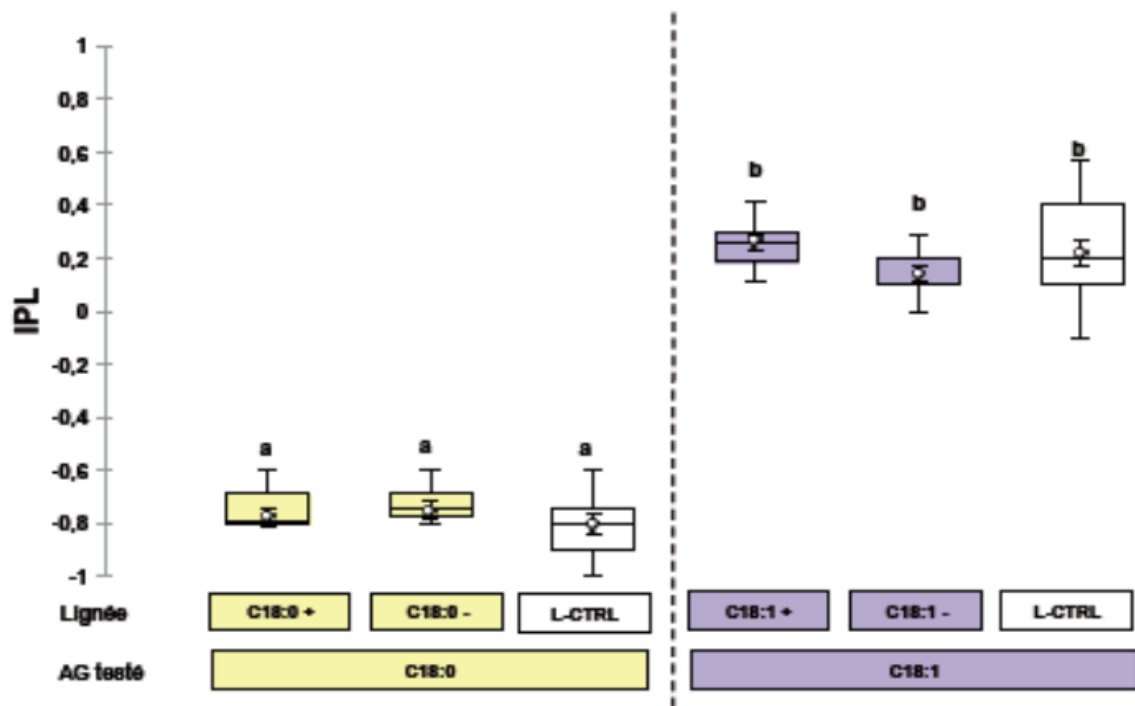 1
0,8
0,6
0,4
0,2
0
-0,2
-0,4
-0,6
-0,8
-1
IPL
a a a
b b b
Lignée C18:0 + C18:0 - L-CTRL C18:1 + C18:1 - L-CTRL
AG testé C18:0 C18:1